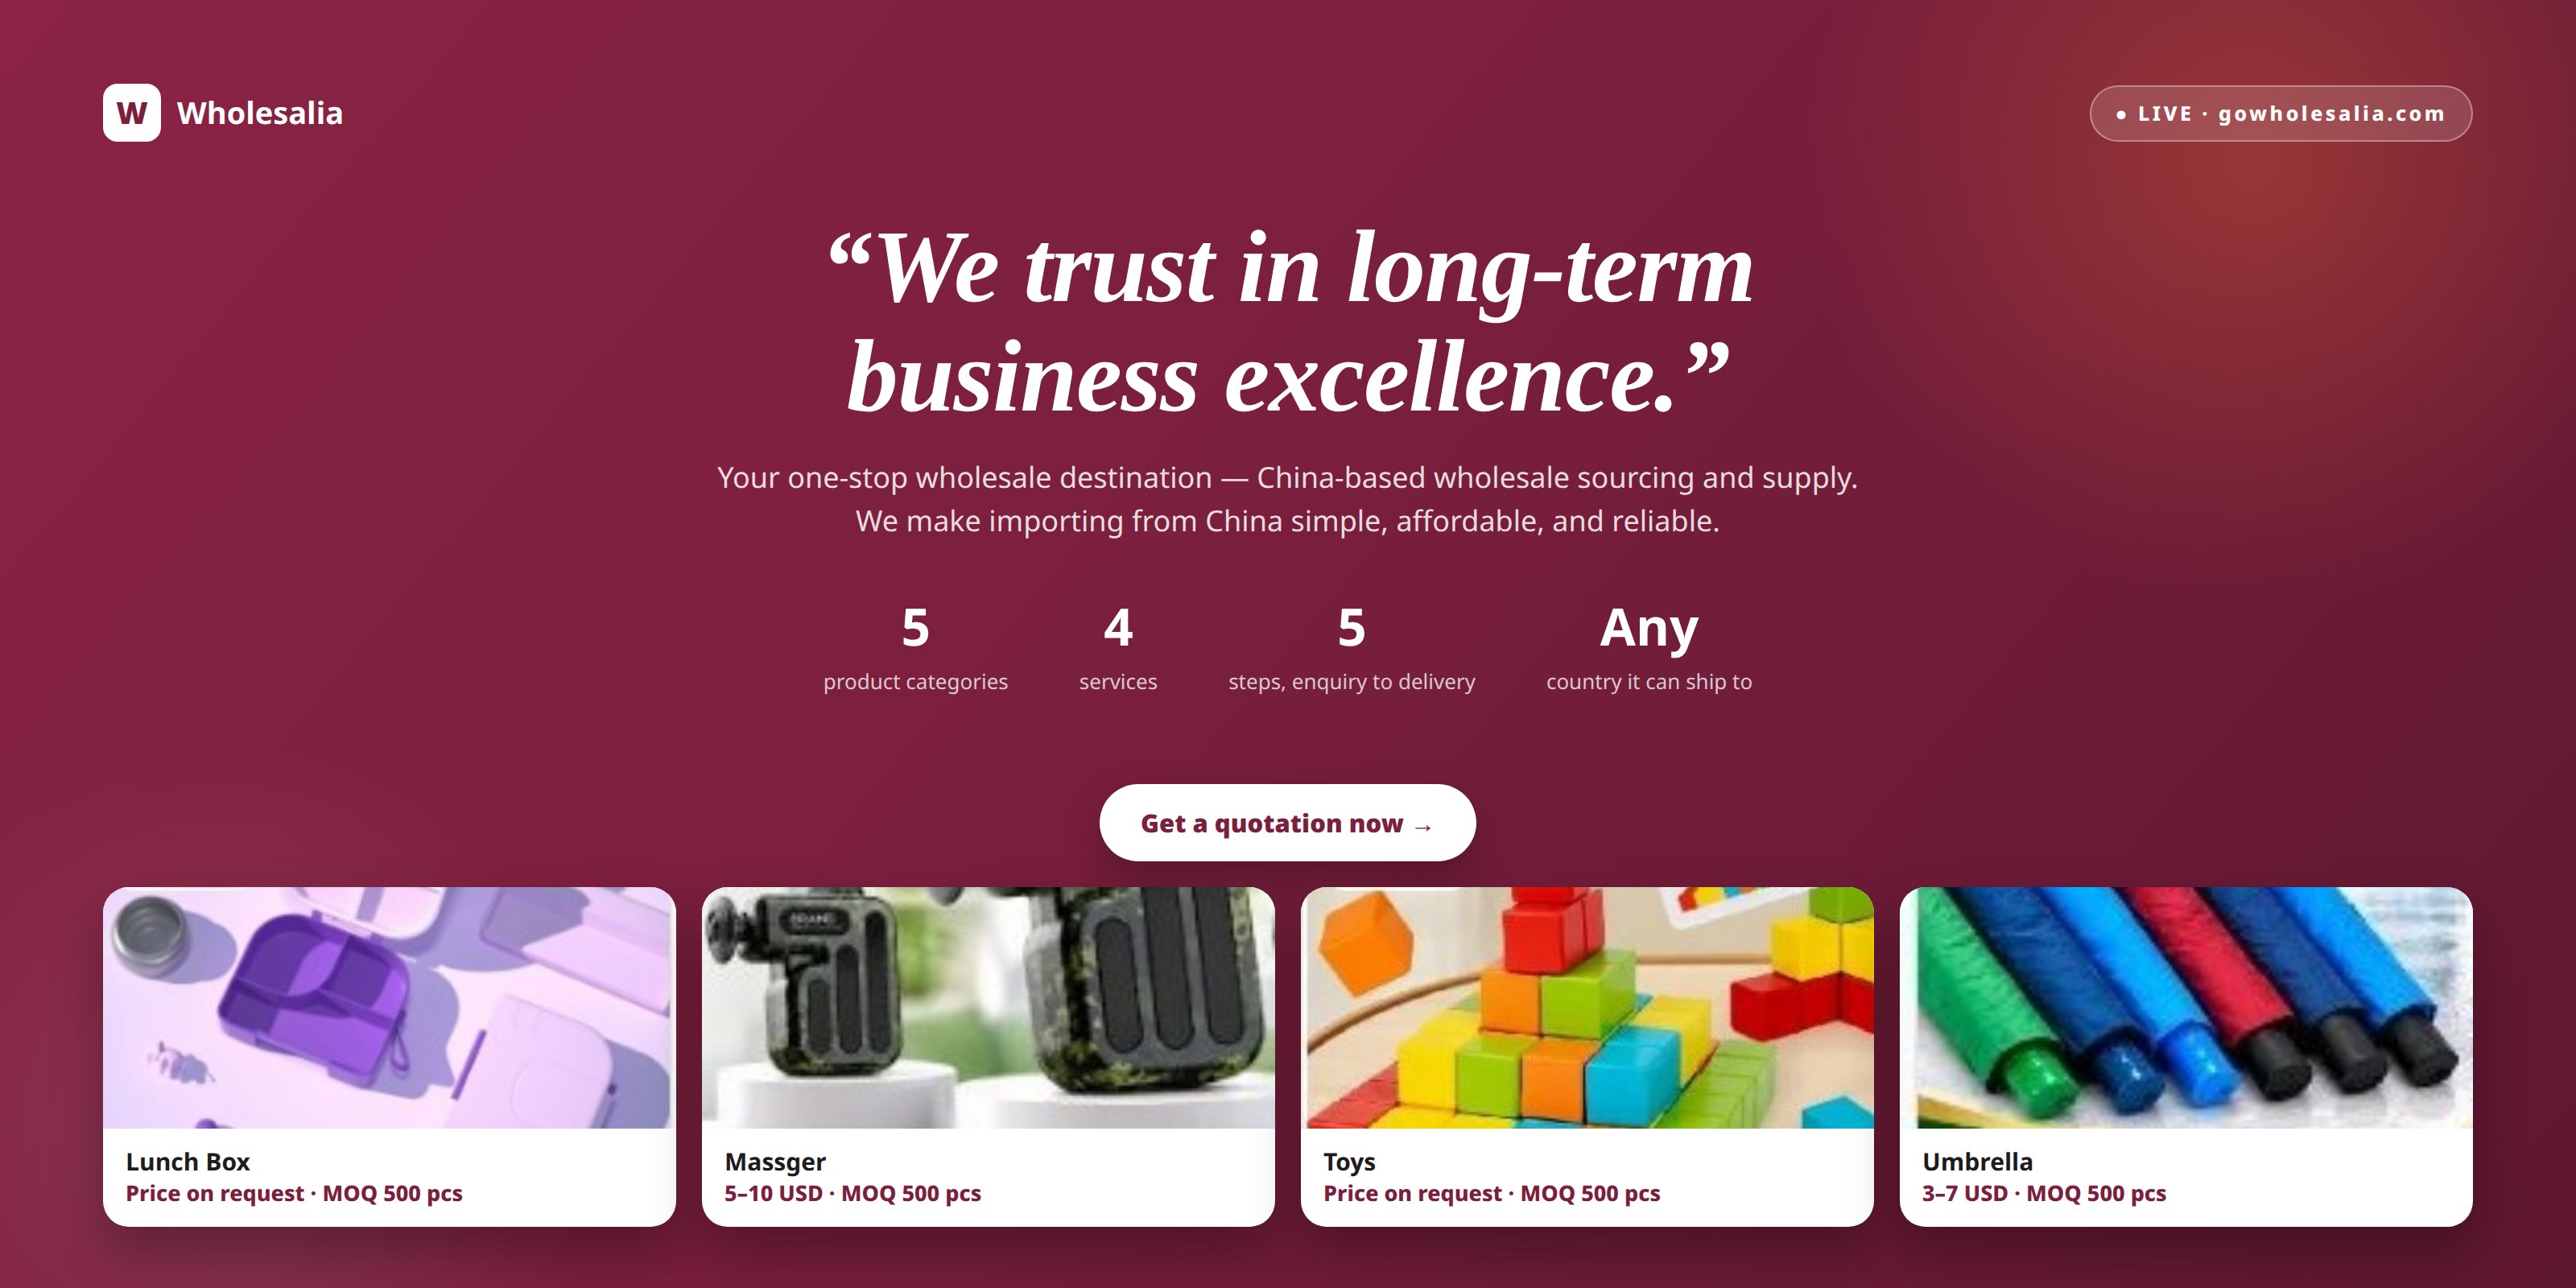 W Wholesalia
● LIVE · gowholesalia.com
“We trust in long-term
business excellence.”
Your one-stop wholesale destination — China-based wholesale sourcing and supply.
We make importing from China simple, affordable, and reliable.
5 4 5 Any
product categories services steps, enquiry to delivery country it can ship to
Get a quotation now →
BRAND
Lunch Box
Price on request · MOQ 500 pcs
Massger
5–10 USD · MOQ 500 pcs
Toys
Price on request · MOQ 500 pcs
Umbrella
3–7 USD · MOQ 500 pcs